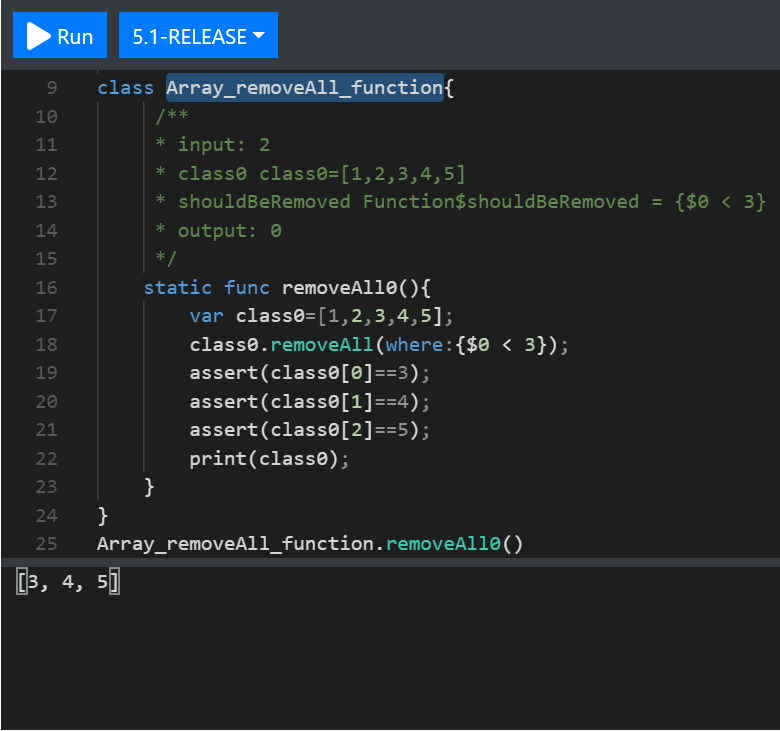 Run 5.1-RELEASE
9 class Array_removeAll_function{
10 /**
11 * input: 2
12 * class0 class0=[1,2,3,4,5]
13 * shouldBeRemoved Function$shouldBeRemoved = {$0 < 3}
14 * output: 0
15 */
16 static func removeAll0(){
17 var class0=[1,2,3,4,5];
18 class0.removeAll(where:{$0 < 3});
19 assert(class0[0]==3);
20 assert(class0[1]==4);
21 assert(class0[2]==5);
22 print(class0);
23 }
24 }
25 Array_removeAll_function.removeAll0()
[3, 4, 5]